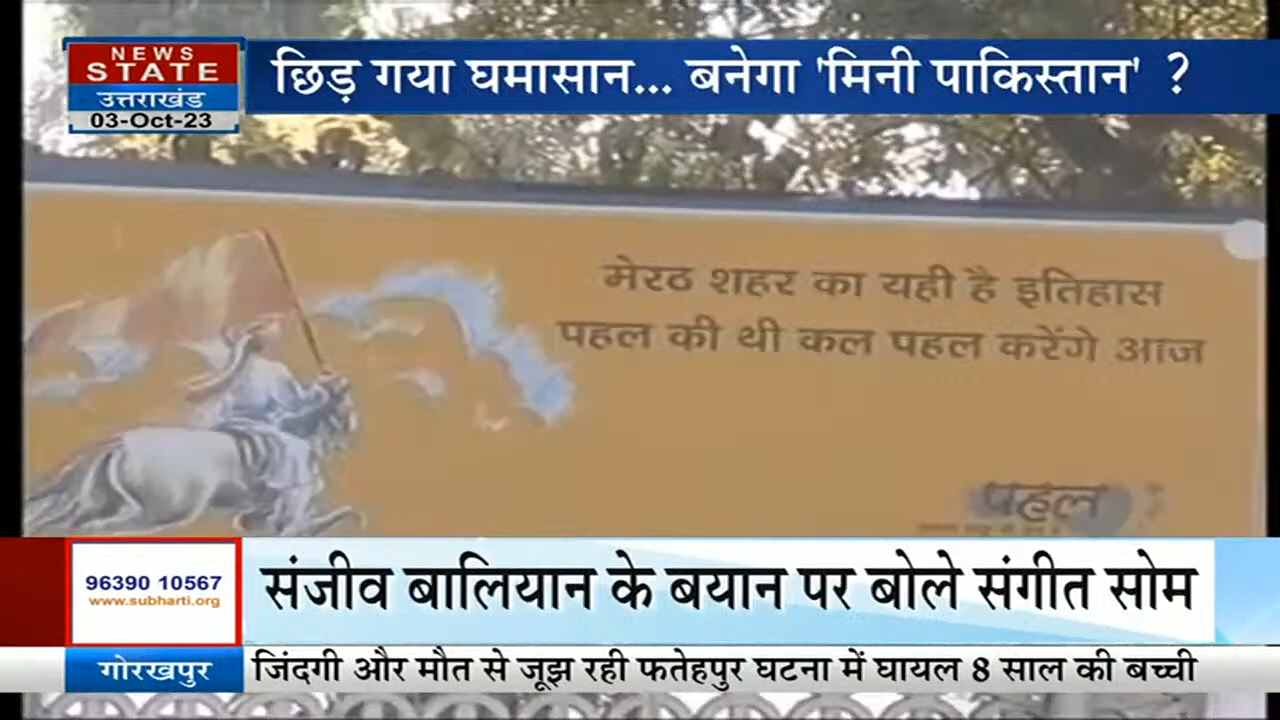 NEWS
STATE
उत्तराखंड
03-Oct-23
छिड़ गया घमासान... बनेगा 'मिनी पाकिस्तान' ?
मेरठ शहर का यही है इतिहास
पहल की थी कल पहल करेंगे आज
पहल
96390 10567
www.subharti.org
संजीव बालियान के बयान पर बोले संगीत सोम
गोरखपुर
जिंदगी और मौत से जूझ रही फतेहपुर घटना में घायल 8 साल की बच्ची